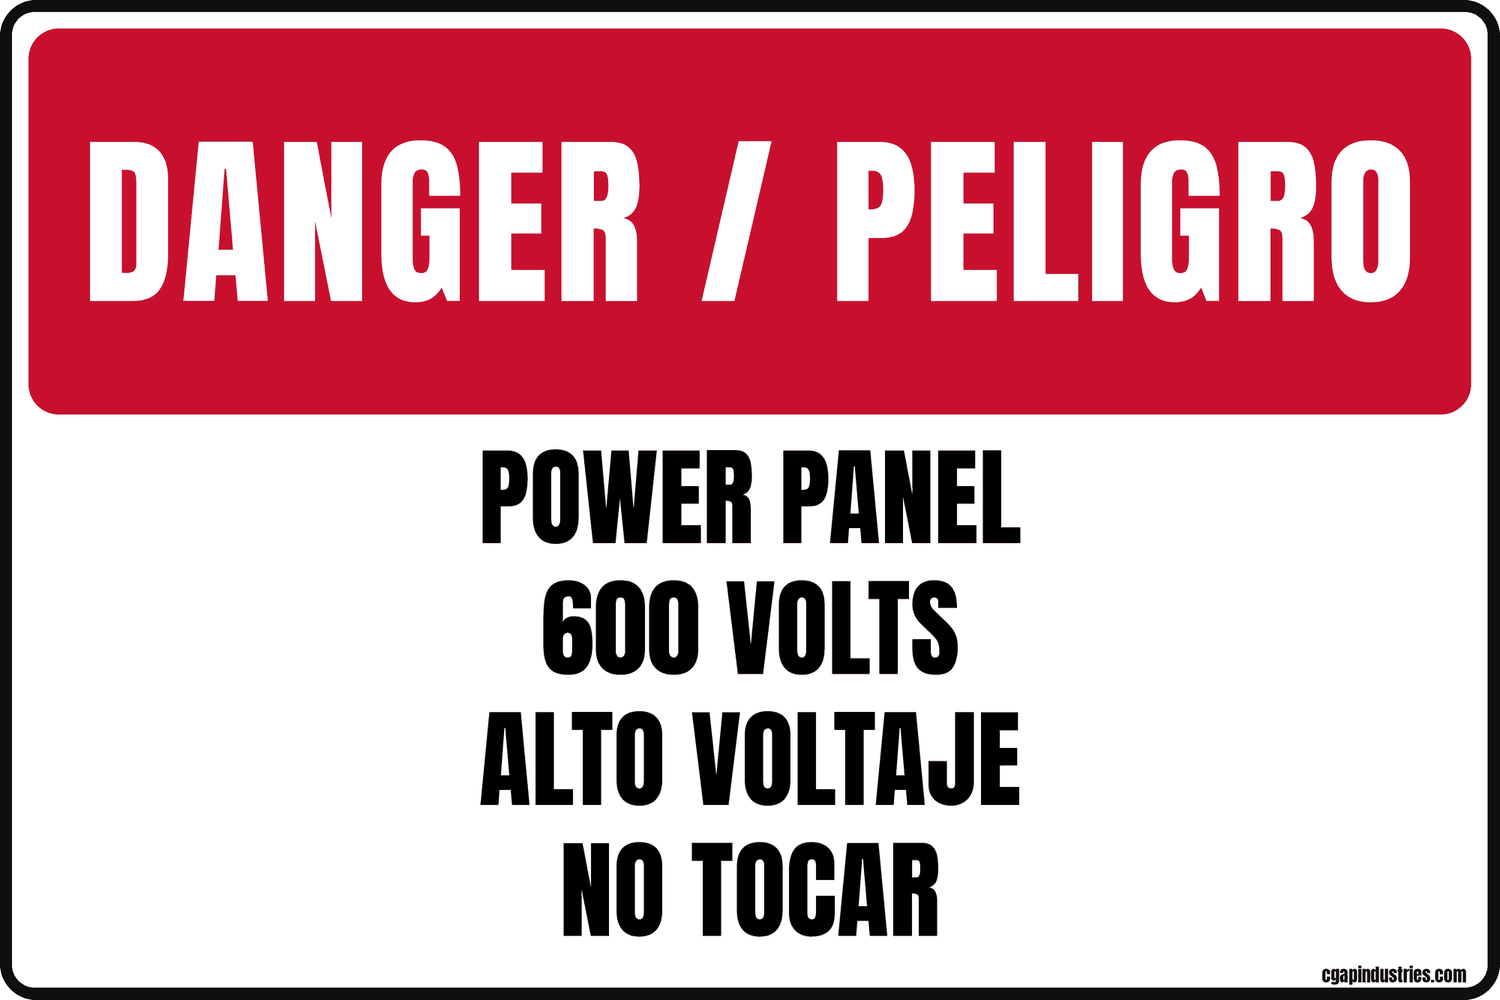 DANGER / PELIGRO
POWER PANEL
600 VOLTS
ALTO VOLTAJE
NO TOCAR
cgapindustries.com